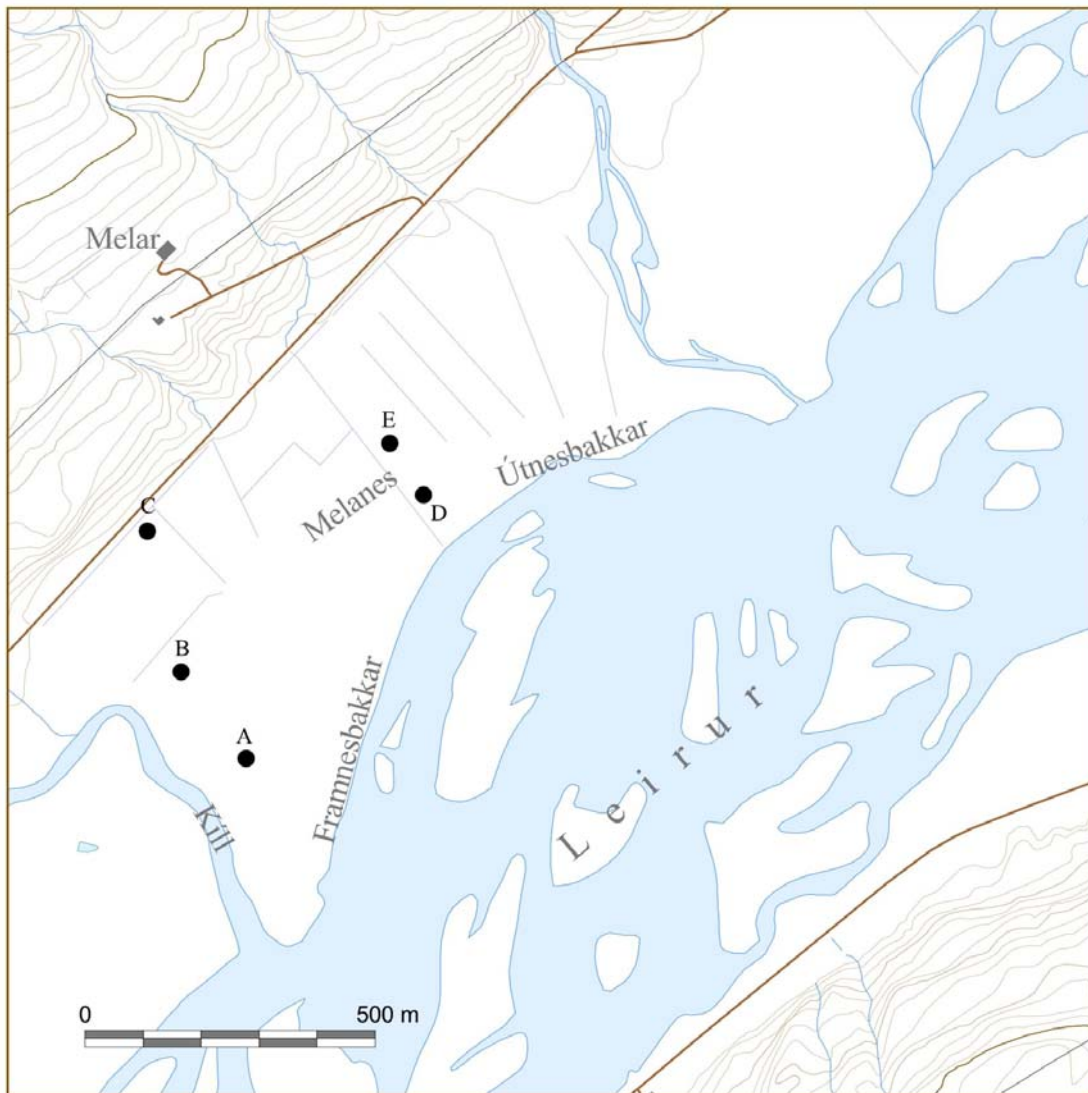 Melar
E
Útnesbakkar
Melanes
D
C
B
A
Framnesbakkar
Kíll
Leirur
0 500 m